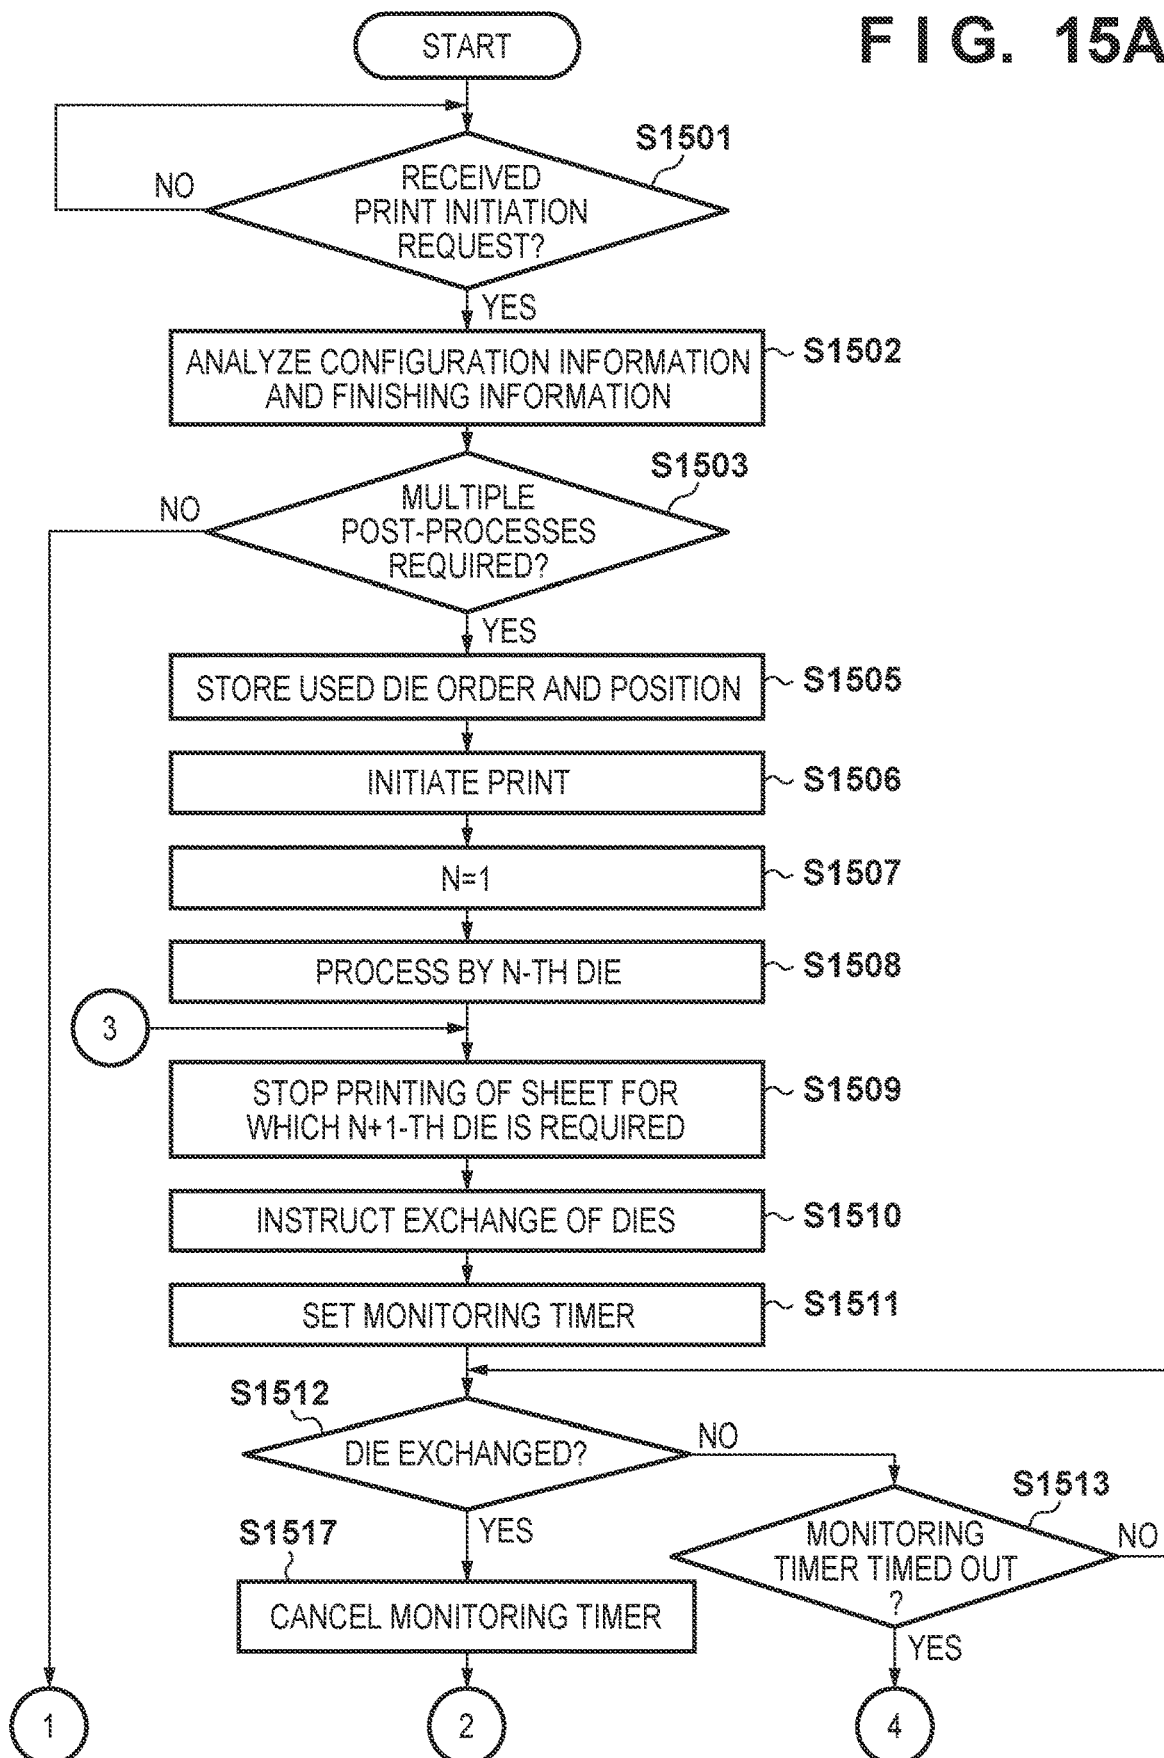 FIG. 15A
START
S1501
RECEIVED
PRINT INITIATION
REQUEST?
NO
YES
ANALYZE CONFIGURATION INFORMATION
AND FINISHING INFORMATION
S1502
S1503
MULTIPLE
POST-PROCESSES
REQUIRED?
NO
YES
STORE USED DIE ORDER AND POSITION
S1505
INITIATE PRINT
S1506
N=1
S1507
PROCESS BY N-TH DIE
S1508
3
STOP PRINTING OF SHEET FOR
WHICH N+1-TH DIE IS REQUIRED
S1509
INSTRUCT EXCHANGE OF DIES
S1510
SET MONITORING TIMER
S1511
S1512
DIE EXCHANGED?
NO
YES
S1513
MONITORING
TIMER TIMED OUT
?
NO
YES
S1517
CANCEL MONITORING TIMER
1
2
4